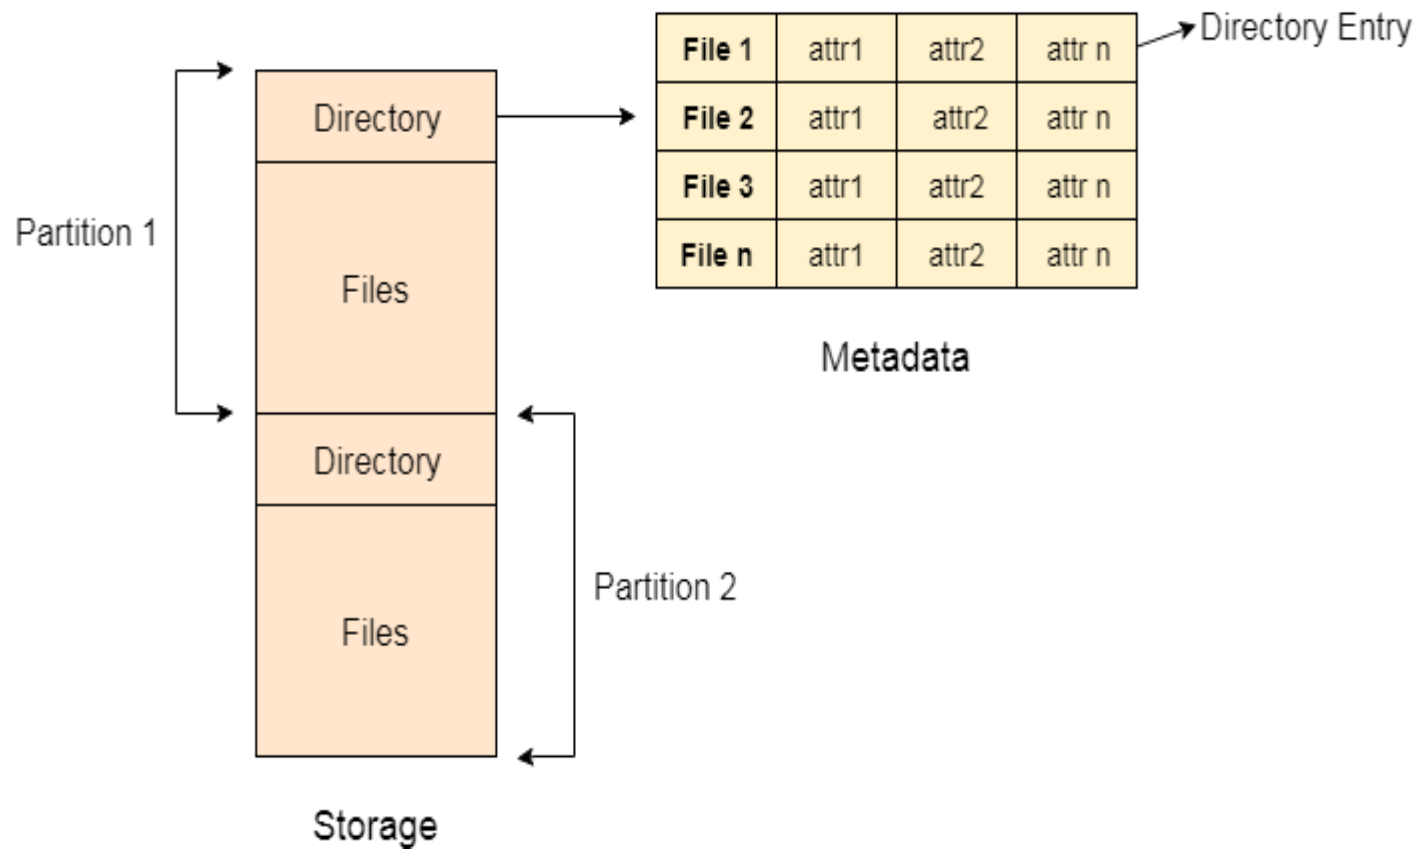 File 1 attr1 attr2 attr n
Directory Entry
File 2 attr1 attr2 attr n
File 3 attr1 attr2 attr n
File n attr1 attr2 attr n
Metadata
Directory
Partition 1
Files
Directory
Partition 2
Files
Storage